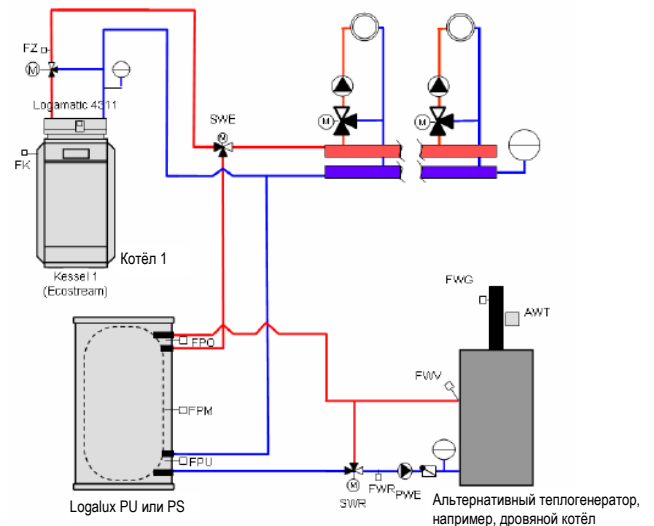 FZ
M
Logamatic 4311
FK
Котёл 1
Kessel 1
(Ecostream)
SWE
M
M
M
FPO
FPM
FPU
Logalux PU или PS
FWG
AWT
FWV
M
SWR
FWR
PWE
Альтернативный теплогенератор,
например, дровяной котёл